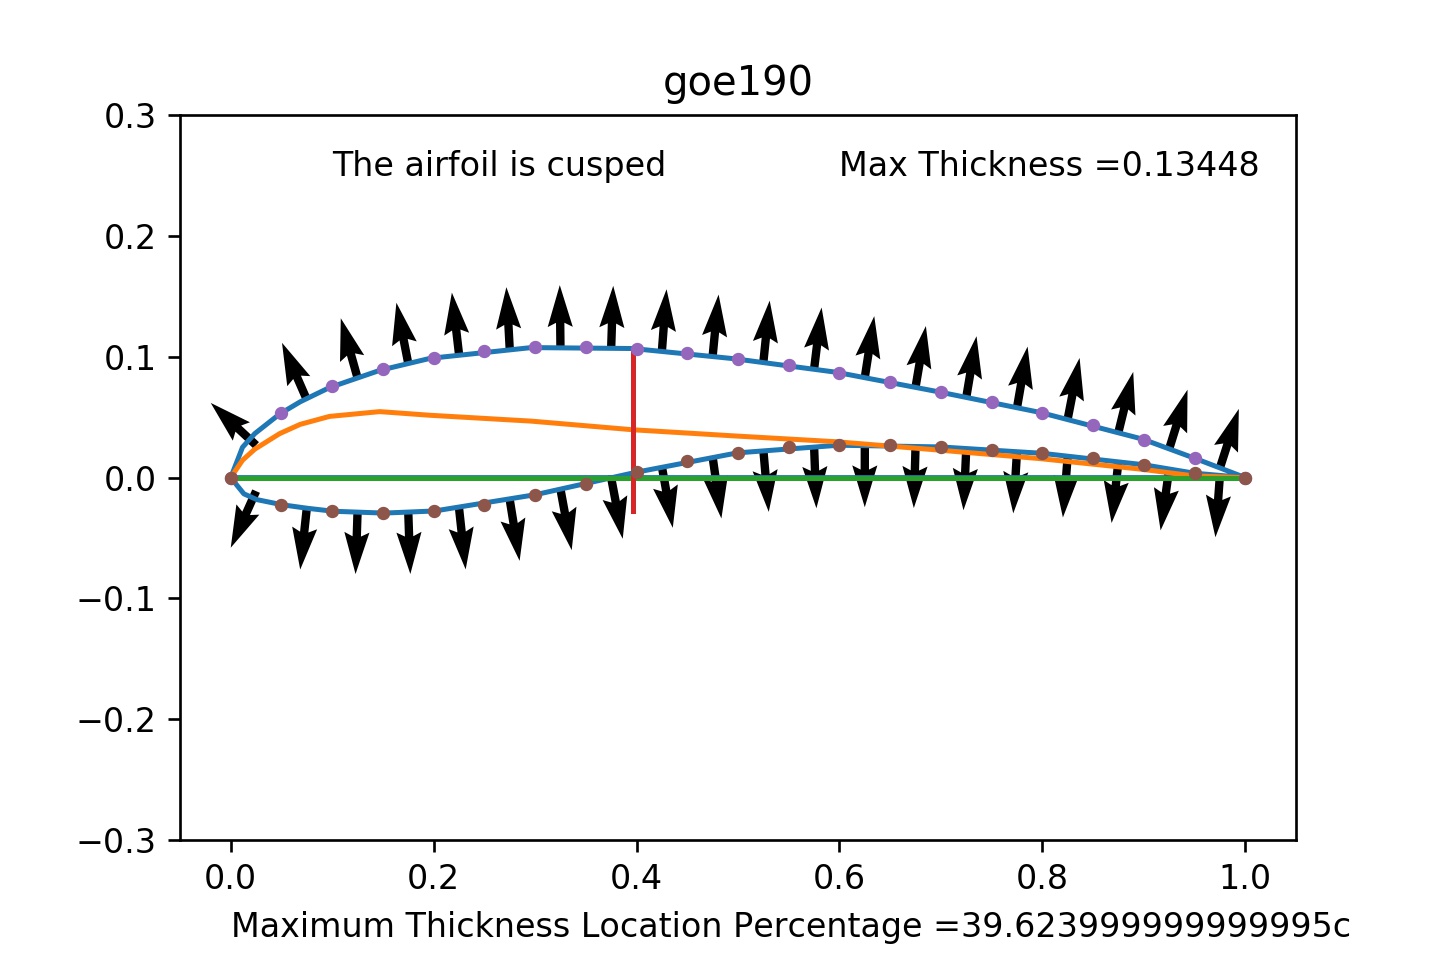 goe190
The airfoil is cusped
Max Thickness =0.13448
0.3
0.2
0.1
0.0
−0.1
−0.2
−0.3
0.0 0.2 0.4 0.6 0.8 1.0
Maximum Thickness Location Percentage =39.623999999999995c